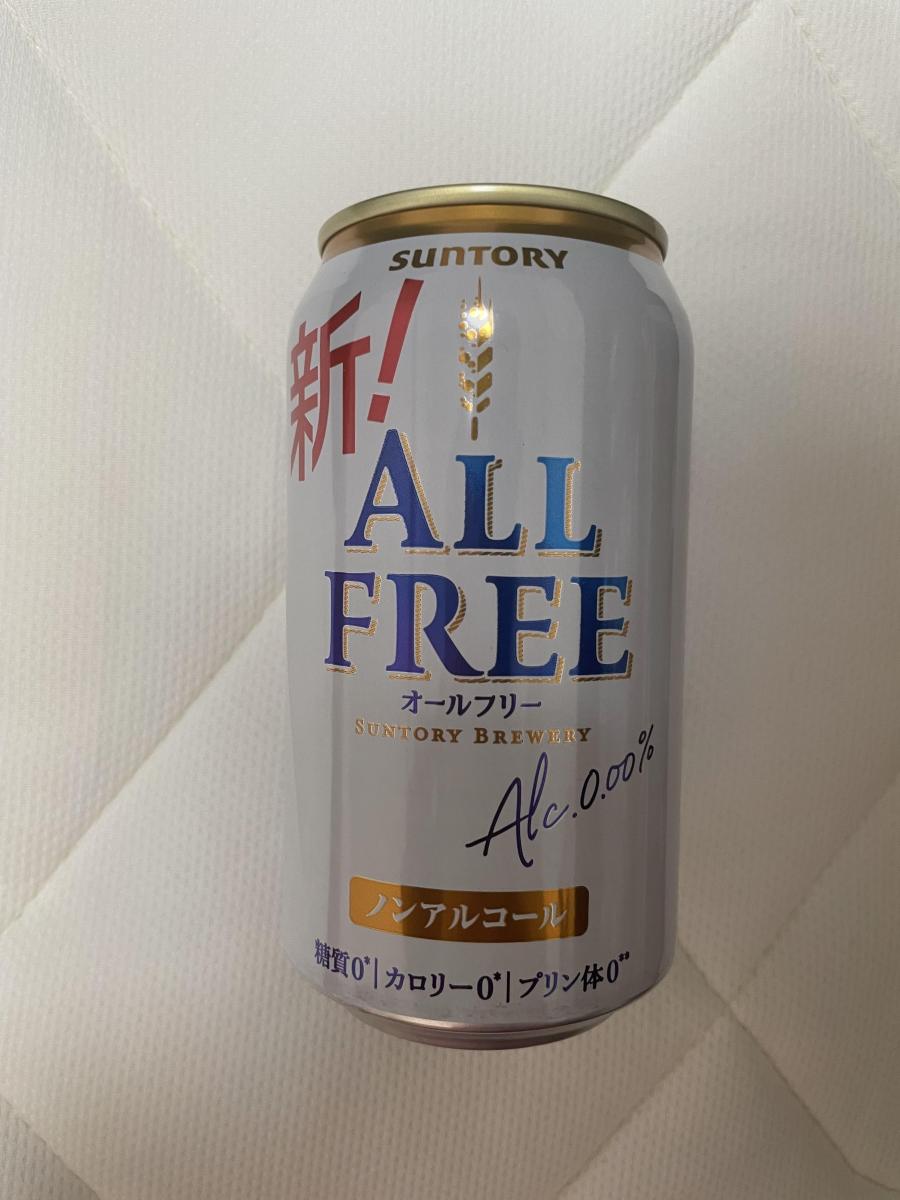 SUNTORY
新!
ALL
FREE
オールフリー
SUNTORY BREWERY
Alc.0.00%
ノンアルコール
糖質0*|カロリー0*|プリン体0**